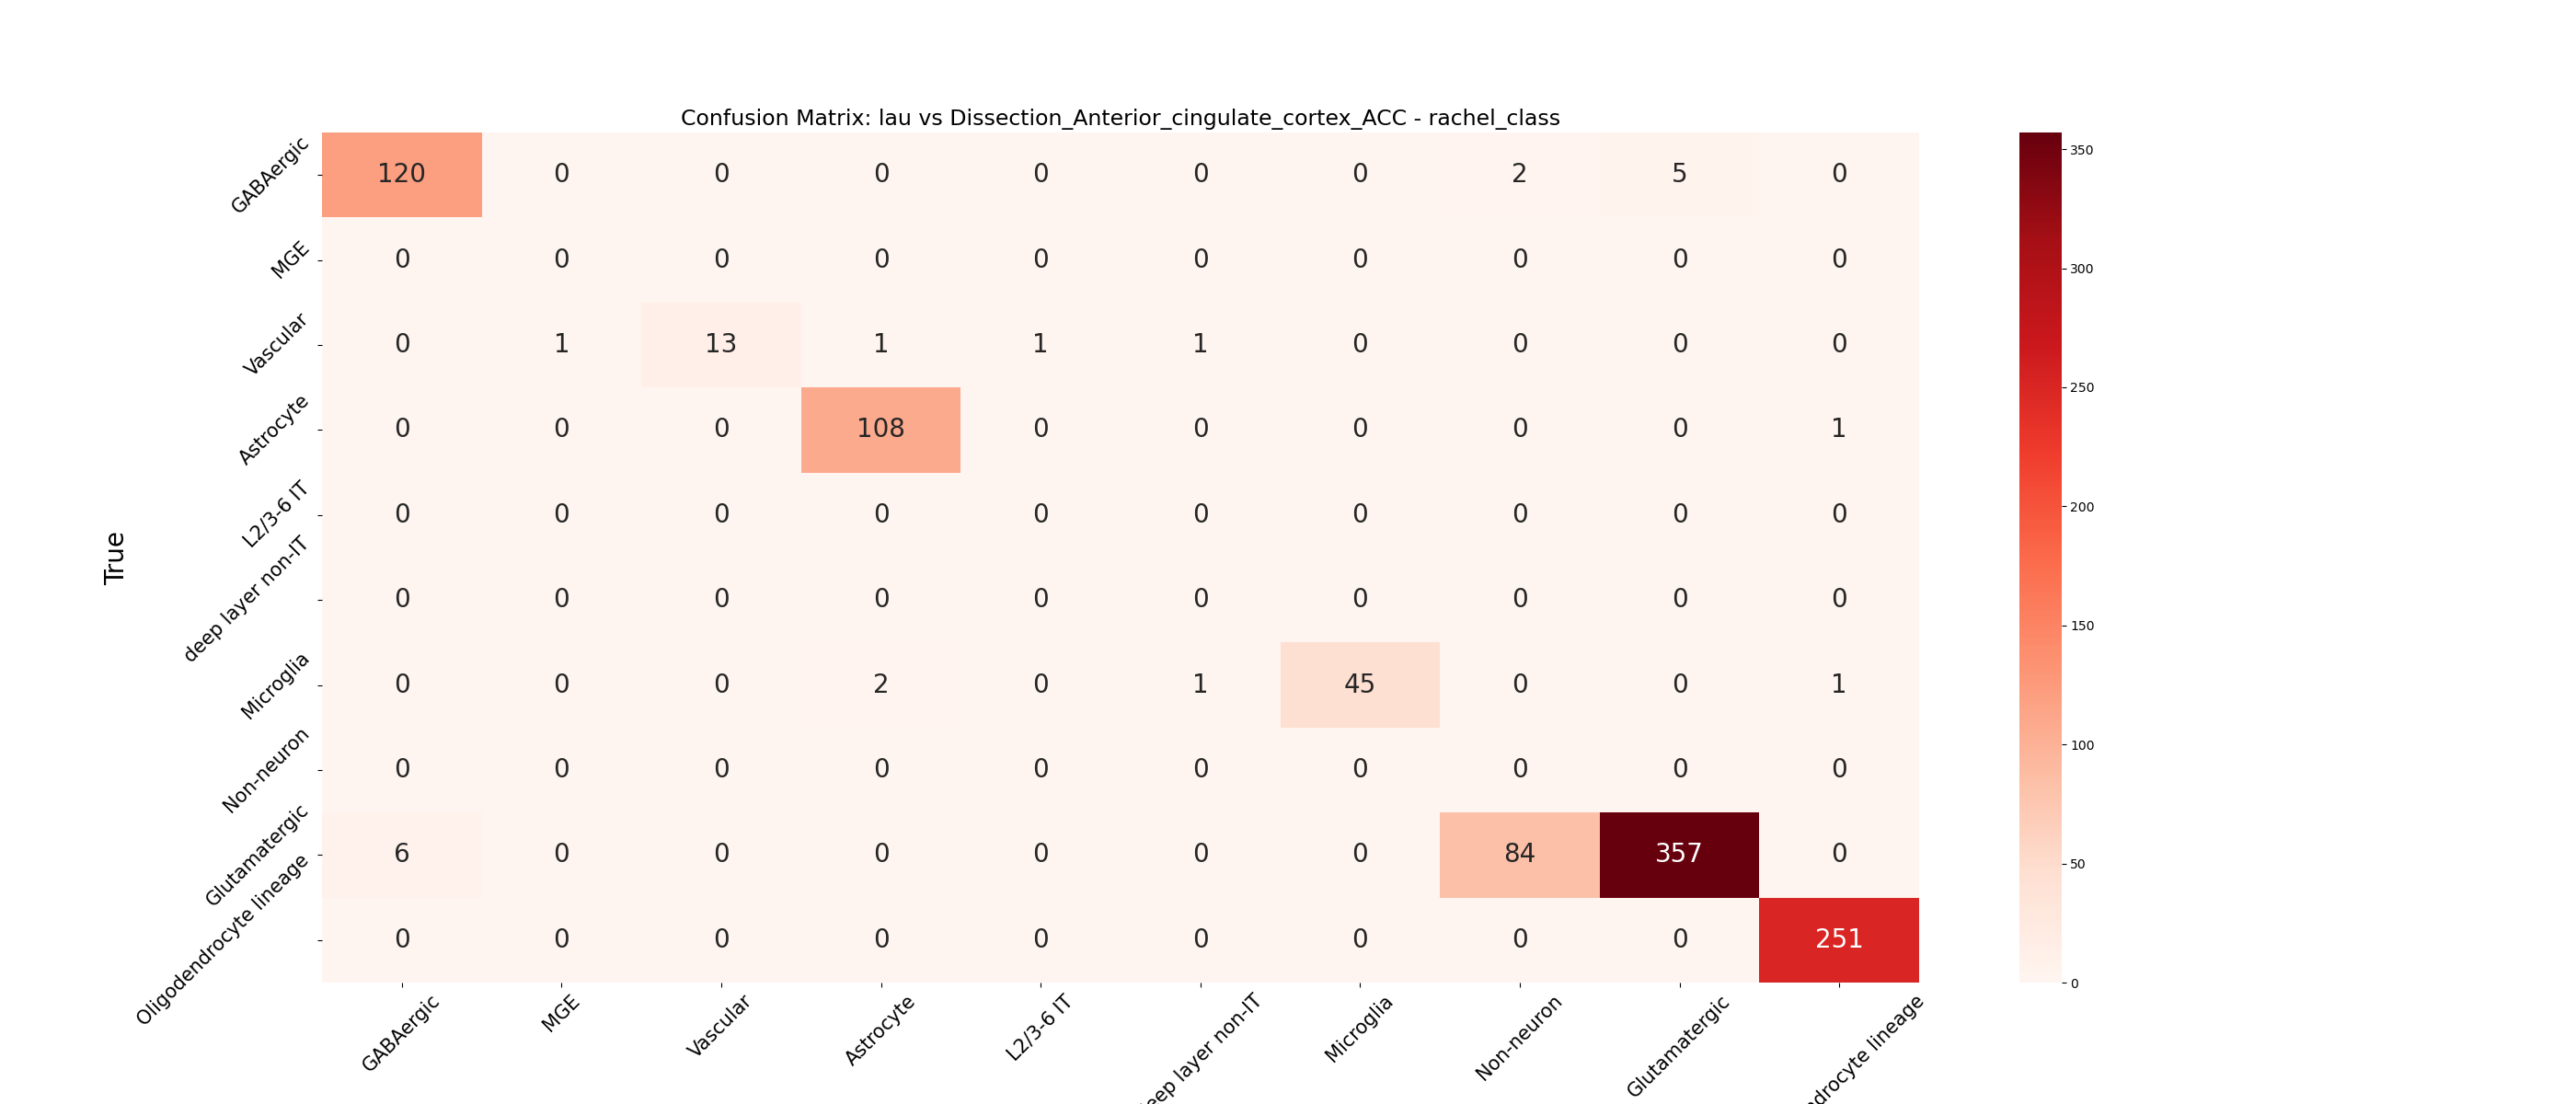 Confusion Matrix: lau vs Dissection_Anterior_cingulate_cortex_ACC - rachel_class
True
GABAergic 120 0 0 0 0 0 0 2 5 0
MGE 0 0 0 0 0 0 0 0 0 0
Vascular 0 1 13 1 1 1 0 0 0 0
Astrocyte 0 0 0 108 0 0 0 0 0 1
L2/3-6 IT 0 0 0 0 0 0 0 0 0 0
deep layer non-IT 0 0 0 0 0 0 0 0 0 0
Microglia 0 0 0 2 0 1 45 0 0 1
Non-neuron 0 0 0 0 0 0 0 0 0 0
Glutamatergic 6 0 0 0 0 0 0 84 357 0
Oligodendrocyte lineage 0 0 0 0 0 0 0 0 0 251
GABAergic MGE Vascular Astrocyte L2/3-6 IT layer non-IT Microglia Non-neuron Glutamatergic lineage
350
300
250
200
150
100
50
0